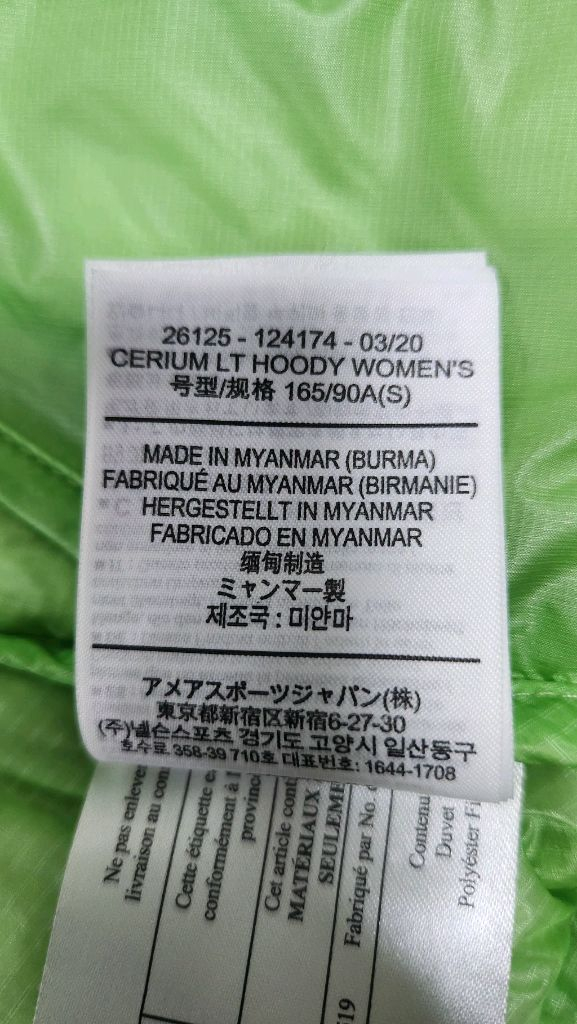 26125 - 124174 - 03/20
CERIUM LT HOODY WOMEN'S
号型/规格 165/90A(S)
MADE IN MYANMAR (BURMA)
FABRIQUÉ AU MYANMAR (BIRMANIE)
HERGESTELLT IN MYANMAR
FABRICADO EN MYANMAR
缅甸制造
ミャンマー製
제조국 : 미얀마
アメアスポーツジャパン(株)
東京都新宿区新宿6-27-30
(주)넬슨스포츠 경기도 고양시 일산동구
호수로 358-39 710호 대표번호: 1644-1708
Ne pas enlever
livraison au con
Cette étiquette e
conformément à l
province
Cet article cont
MATÉRIAUX
SEULEME
Fabriqué par No.
Contenu
Duvet
Polyéster Fi